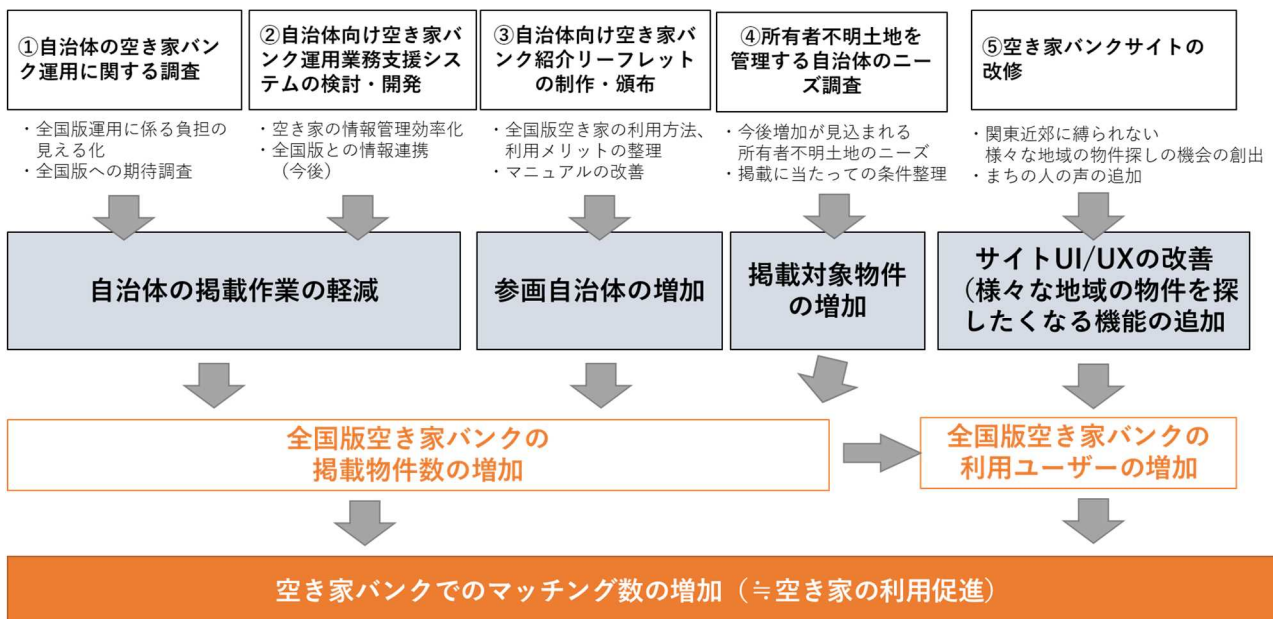 ①自治体の空き家バン
ク運用に関する調査
②自治体向け空き家バ
ンク運用業務支援シス
テムの検討・開発
③自治体向け空き家バ
ンク紹介リーフレット
の制作・頒布
④所有者不明土地を
管理する自治体のニー
ズ調査
⑤空き家バンクサイトの
改修
・全国版運用に係る負担の
見える化
・全国版への期待調査
・空き家の情報管理効率化
・全国版との情報連携
（今後）
・全国版空き家の利用方法、
利用メリットの整理
・マニュアルの改善
・今後増加が見込まれる
所有者不明土地のニーズ
・掲載に当たっての条件整理
・関東近郊に縛られない
様々な地域の物件探しの機会の創出
・まちの人の声の追加
自治体の掲載作業の軽減
参画自治体の増加
掲載対象物件
の増加
サイトUI/UXの改善
（様々な地域の物件を探
したくなる機能の追加
全国版空き家バンクの
掲載物件数の増加
全国版空き家バンクの
利用ユーザーの増加
空き家バンクでのマッチング数の増加（≒空き家の利用促進）